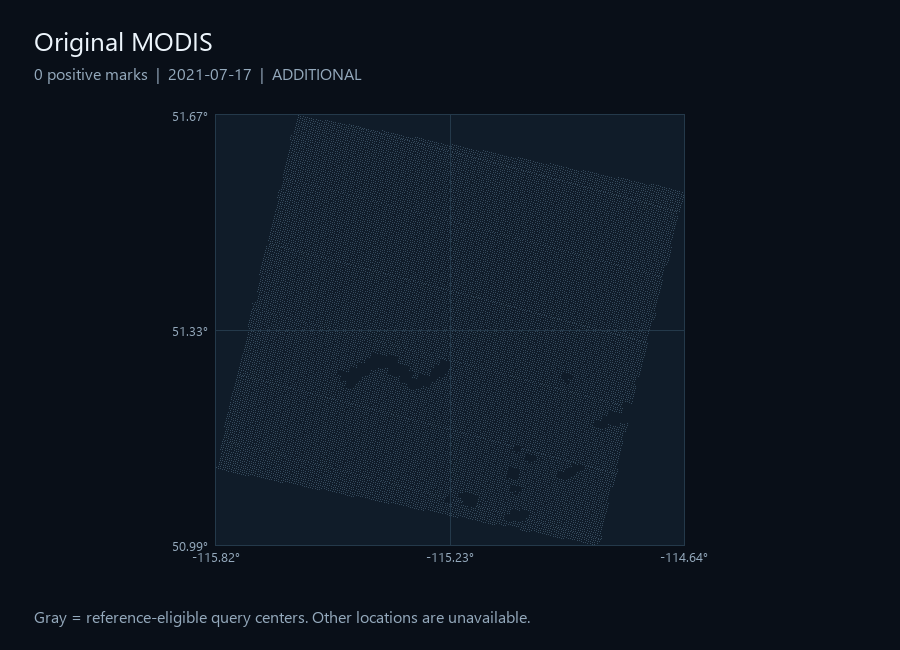 Original MODIS
0 positive marks | 2021-07-17 | ADDITIONAL
51.67°
51.33°
50.99°
-115.82°
-115.23°
-114.64°
Gray = reference-eligible query centers. Other locations are unavailable.